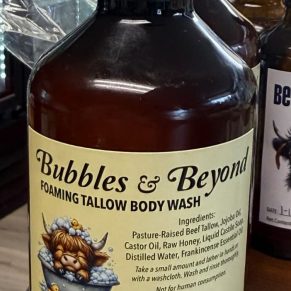 Bubbles & Beyond
FOAMING TALLOW BODY WASH
Ingredients:
Pasture-Raised Beef Tallow, Jojoba Oil,
Castor Oil, Raw Honey, Liquid Castile Soap,
Distilled Water, Frankincense Essential Oil
Take a small amount and lather in hands or
with a washcloth. Wash and rinse thoroughly.
Not for human consumption.
Be